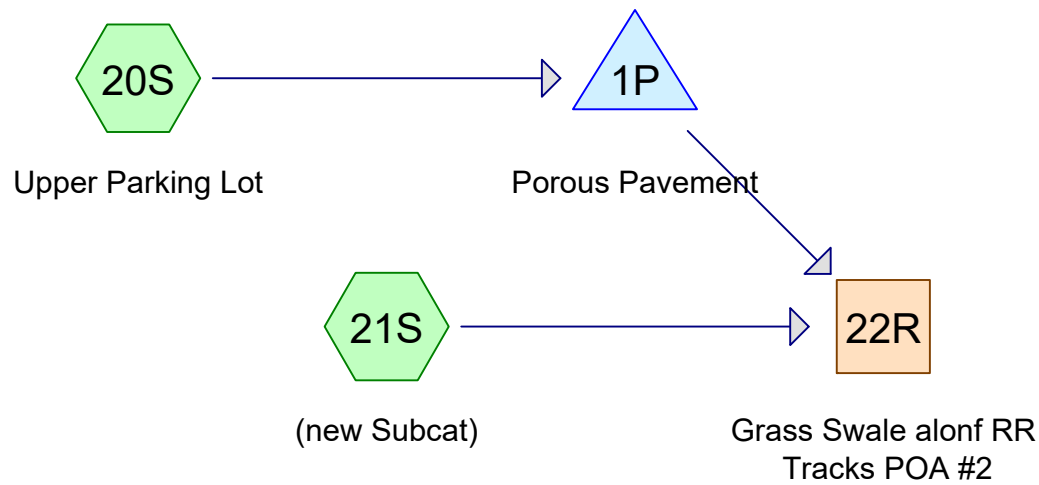 20S
1P
Upper Parking Lot
Porous Pavement
21S
22R
(new Subcat)
Grass Swale alonf RR
Tracks POA #2